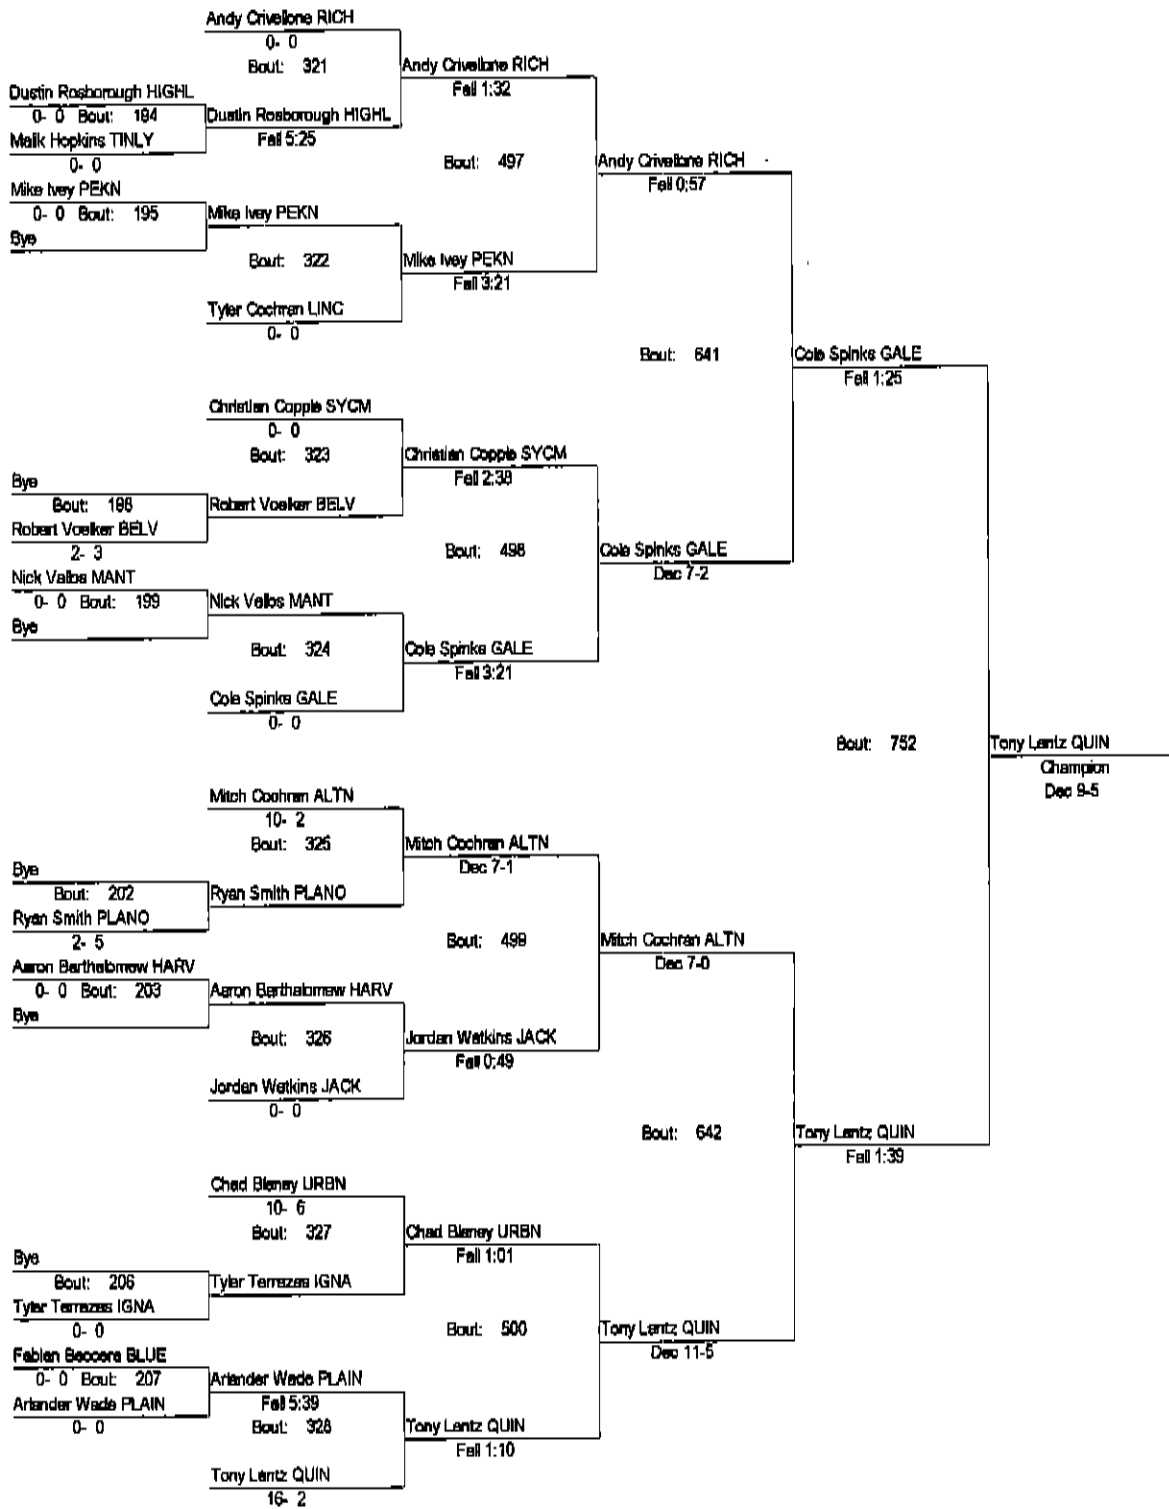 Andy Crivellone RICH
0- 0
Bout: 321
Andy Crivellone RICH
Fall 1:32
Dustin Rosborough HIGHL
0- 0 Bout: 194
Dustin Rosborough HIGHL
Malik Hopkins TINLY
Fall 5:25
0- 0
Bout: 497
Andy Crivellone RICH
Fall 0:57
Mike Ivey PEKN
0- 0 Bout: 195
Mike Ivey PEKN
Bye
Bout: 322
Mike Ivey PEKN
Fall 3:21
Tyler Cochran LINC
0- 0
Bout: 641
Cole Spinks GALE
Fall 1:25
Christian Copple SYCM
0- 0
Bout: 323
Christian Copple SYCM
Fall 2:38
Bye
Bout: 198
Robert Voelker BELV
Robert Voelker BELV
2- 3
Bout: 498
Cole Spinks GALE
Dec 7-2
Nick Vallos MANT
0- 0 Bout: 199
Nick Vallos MANT
Bye
Bout: 324
Cole Spinks GALE
Fall 3:21
Cole Spinks GALE
0- 0
Bout: 752
Tony Lentz QUIN
Champion
Dec 9-5
Mitch Cochran ALTN
10- 2
Bout: 325
Mitch Cochran ALTN
Dec 7-1
Bye
Bout: 202
Ryan Smith PLANO
Ryan Smith PLANO
2- 5
Bout: 499
Mitch Cochran ALTN
Dec 7-0
Aaron Barthalomew HARV
0- 0 Bout: 203
Aaron Barthalomew HARV
Bye
Bout: 326
Jordan Watkins JACK
Fall 0:49
Jordan Watkins JACK
0- 0
Bout: 642
Tony Lentz QUIN
Fall 1:39
Chad Blaney URBN
10- 6
Bout: 327
Chad Blaney URBN
Fall 1:01
Bye
Bout: 206
Tyler Terrazas IGNA
Tyler Terrazas IGNA
0- 0
Bout: 500
Tony Lentz QUIN
Dec 11-5
Fabian Beccera BLUE
0- 0 Bout: 207
Arlander Wade PLAIN
Arlander Wade PLAIN
Fall 5:39
0- 0
Bout: 328
Tony Lentz QUIN
Fall 1:10
Tony Lentz QUIN
16- 2